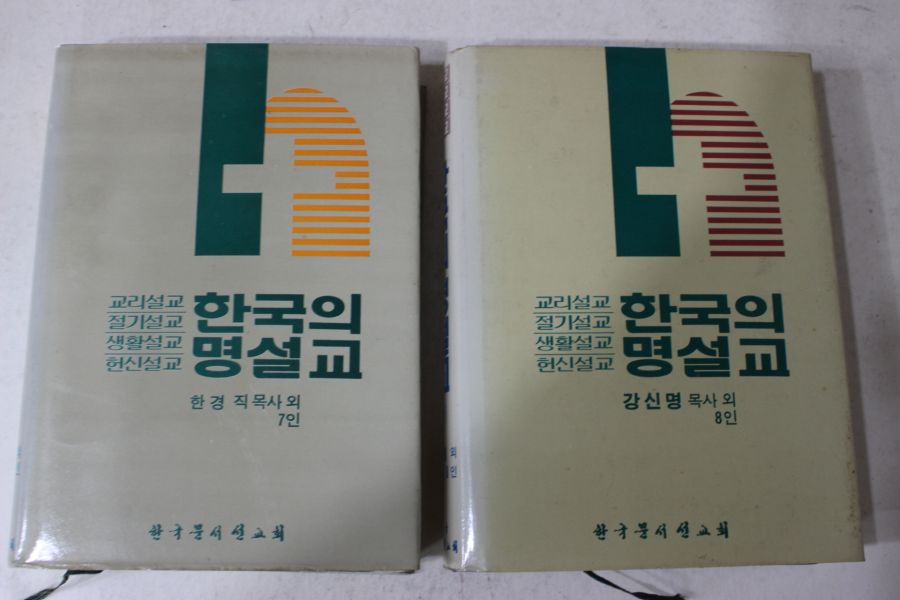 교리설교
절기설교
생활설교
헌신설교
한국의
명설교
한경직 목사 외
7인
한국문서선교회
교리설교
절기설교
생활설교
헌신설교
한국의
명설교
강신명 목사 외
8인
외
인
한국문서선교회